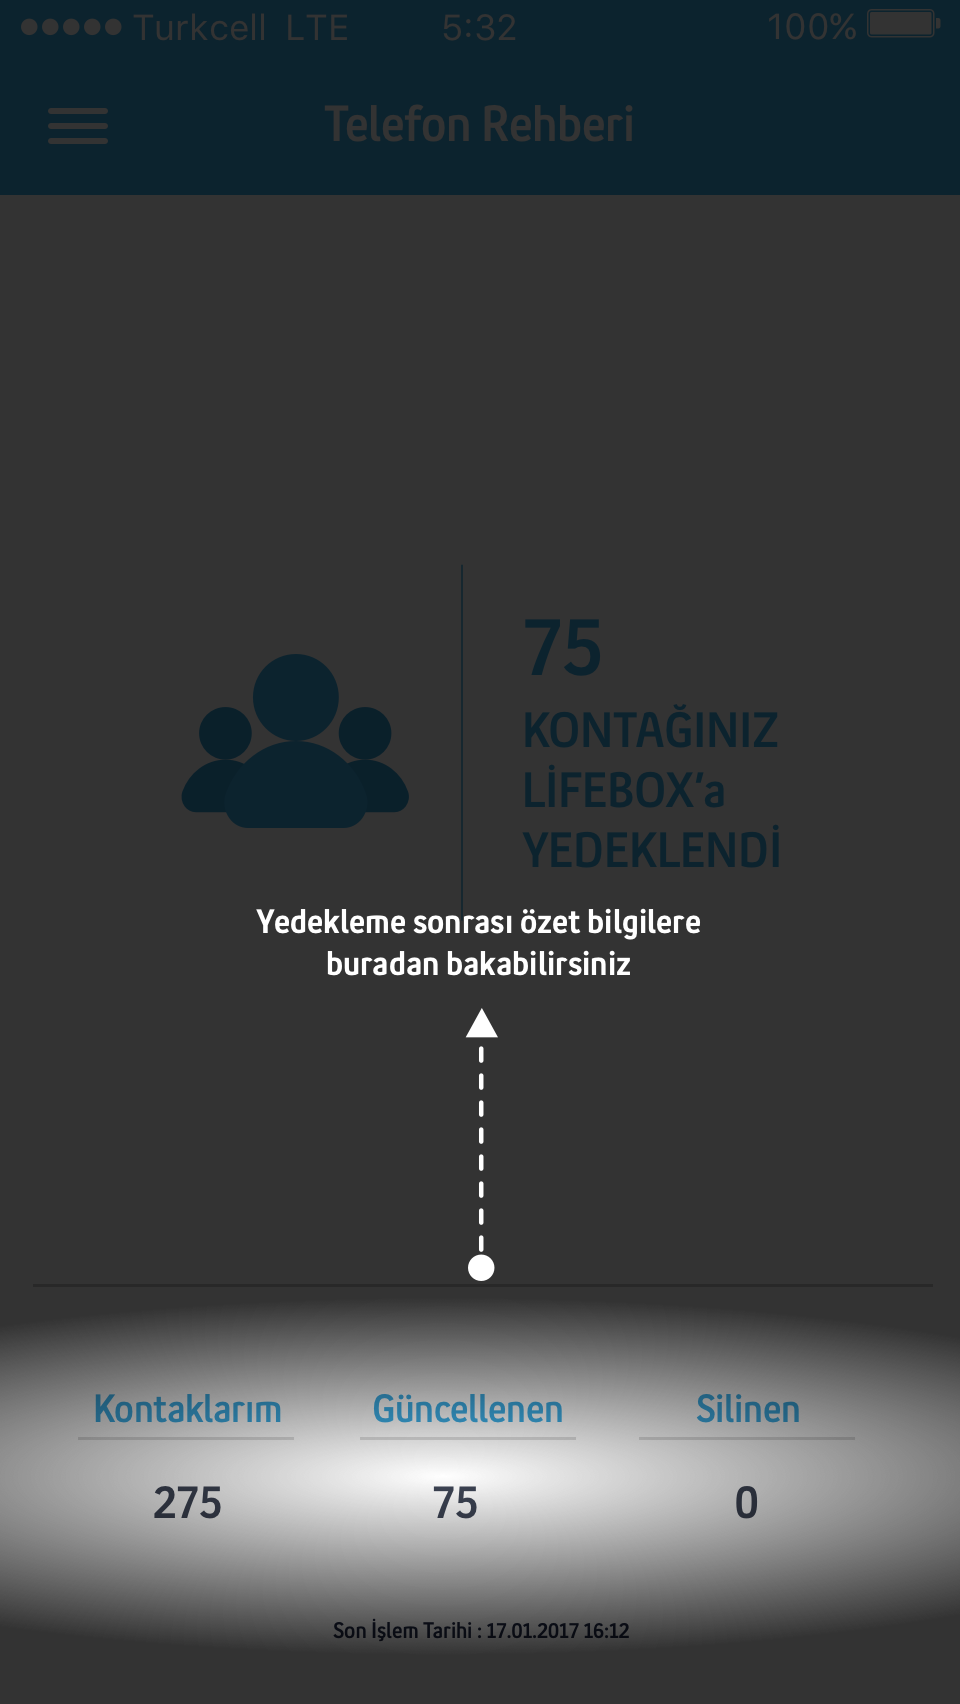 Turkcell LTE 5:32 100%
Telefon Rehberi
75
KONTAĞINIZ
LİFEBOX'a
YEDEKLENDİ
Yedekleme sonrası özet bilgilere
buradan bakabilirsiniz
Kontaklarım Güncellenen Silinen
275 75 0
Son İşlem Tarihi : 17.01.2017 16:12